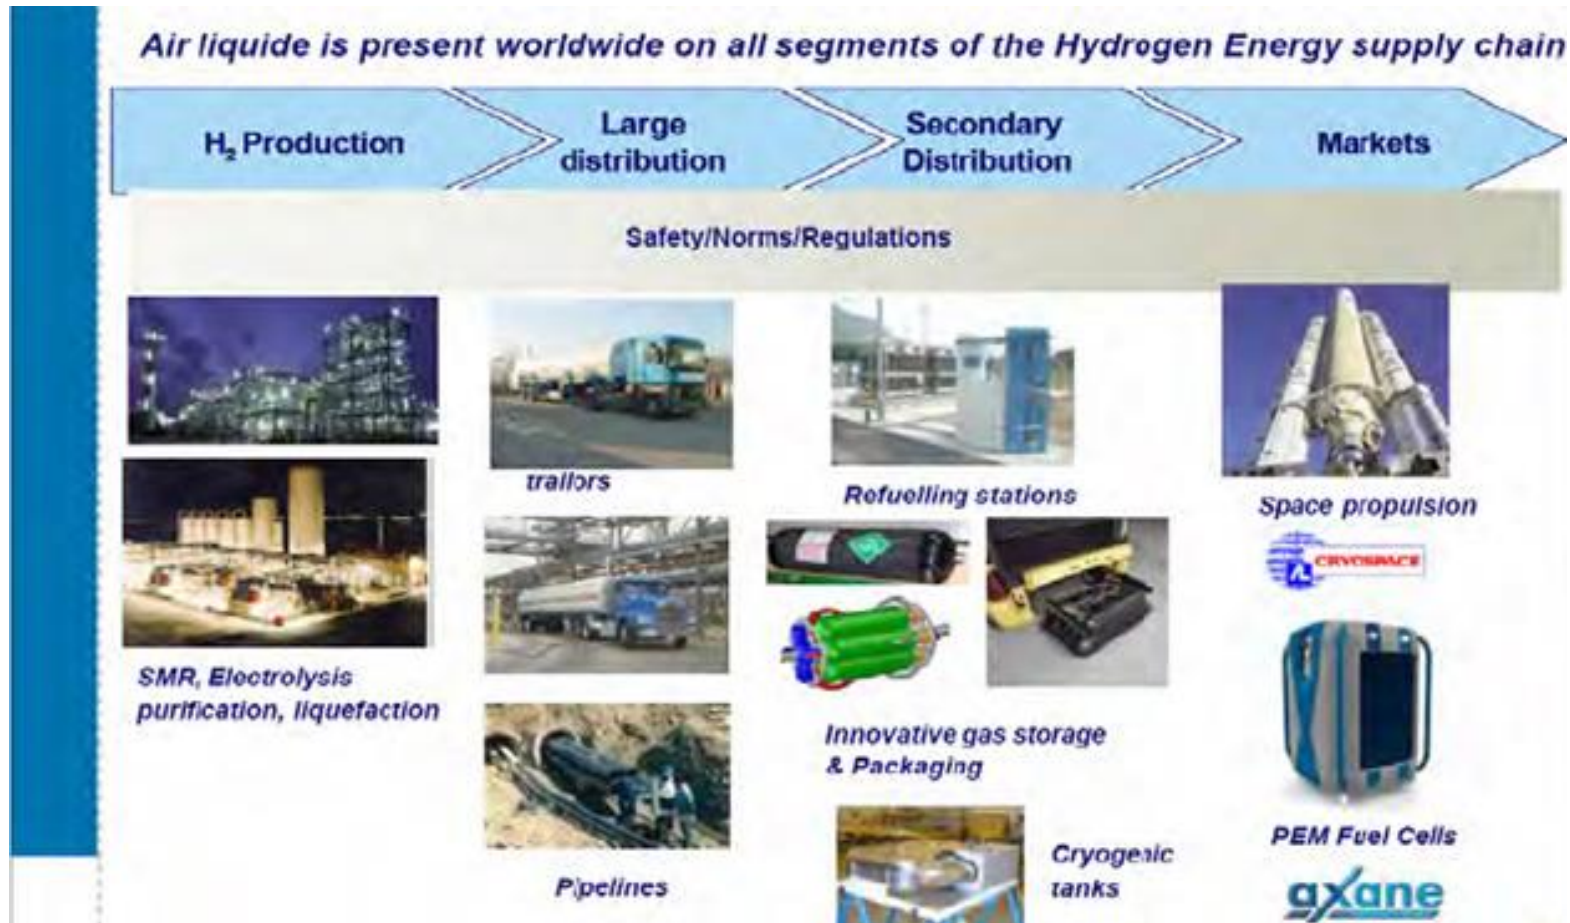 Air liquide is present worldwide on all segments of the Hydrogen Energy supply chain
H₂ Production
Large
distribution
Secondary
Distribution
Markets
Safety/Norms/Regulations
trailors
Refuelling stations
Space propulsion
CRYOSPACE
SMR, Electrolysis
purification, liquefaction
Innovative gas storage
& Packaging
PEM Fuel Cells
Pipelines
Cryogenic
tanks
axane